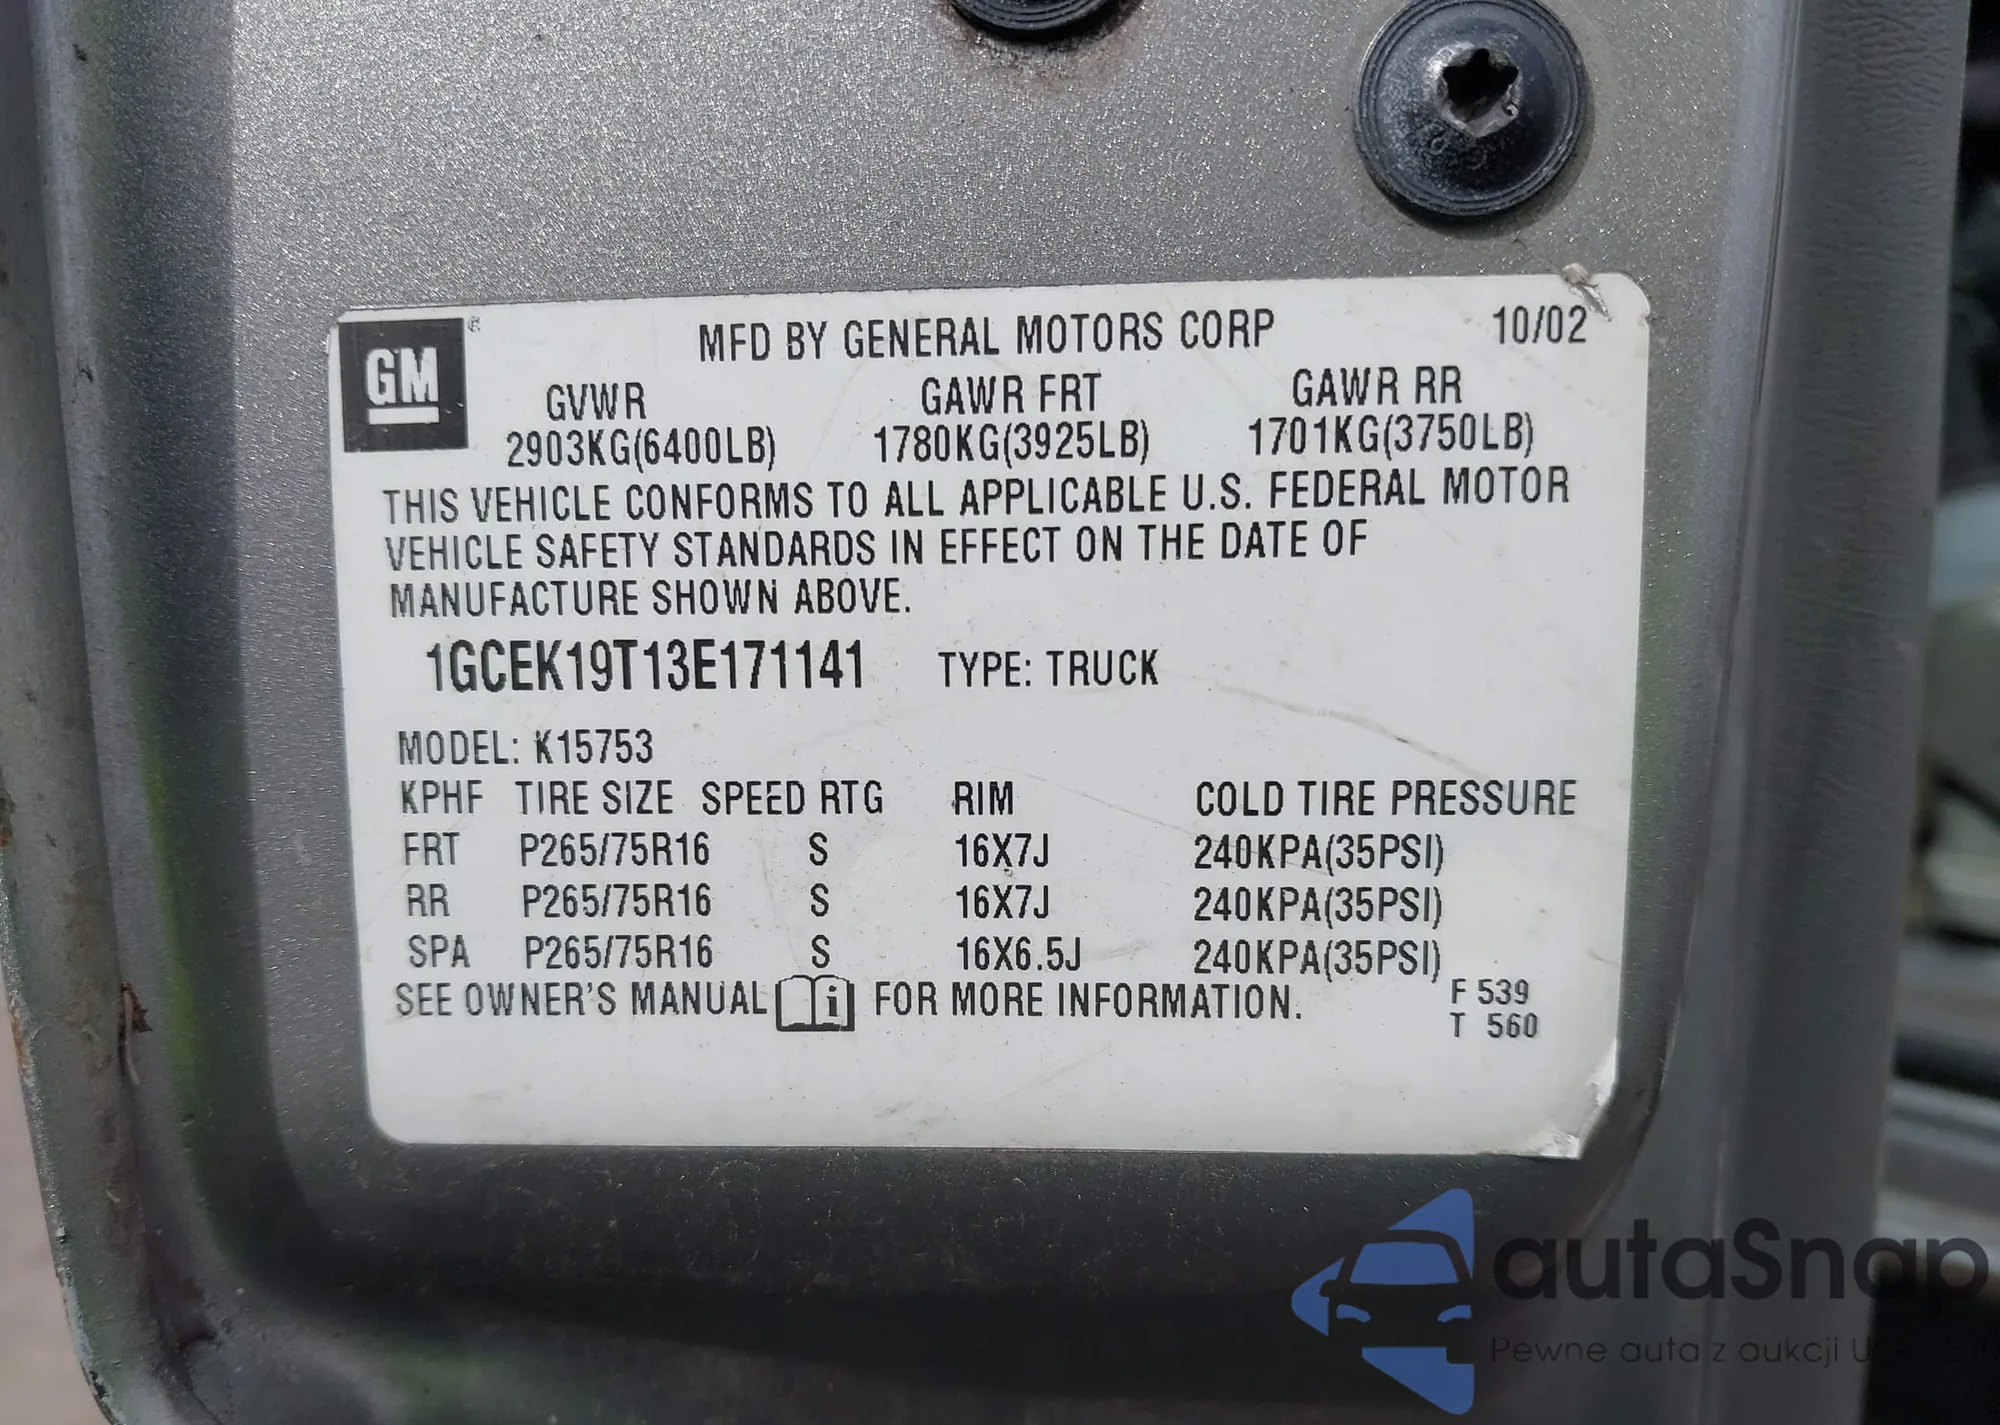 GM ®
MFD BY GENERAL MOTORS CORP 10/02
GVWR GAWR FRT GAWR RR
2903KG(6400LB) 1780KG(3925LB) 1701KG(3750LB)
THIS VEHICLE CONFORMS TO ALL APPLICABLE U.S. FEDERAL MOTOR
VEHICLE SAFETY STANDARDS IN EFFECT ON THE DATE OF
MANUFACTURE SHOWN ABOVE.
1GCEK19T13E171141 TYPE: TRUCK
MODEL: K15753
KPHF TIRE SIZE SPEED RTG RIM COLD TIRE PRESSURE
FRT P265/75R16 S 16X7J 240KPA(35PSI)
RR P265/75R16 S 16X7J 240KPA(35PSI)
SPA P265/75R16 S 16X6.5J 240KPA(35PSI)
SEE OWNER'S MANUAL i FOR MORE INFORMATION.
F 539
T 560
autaSnap
Pewne auta z aukcji